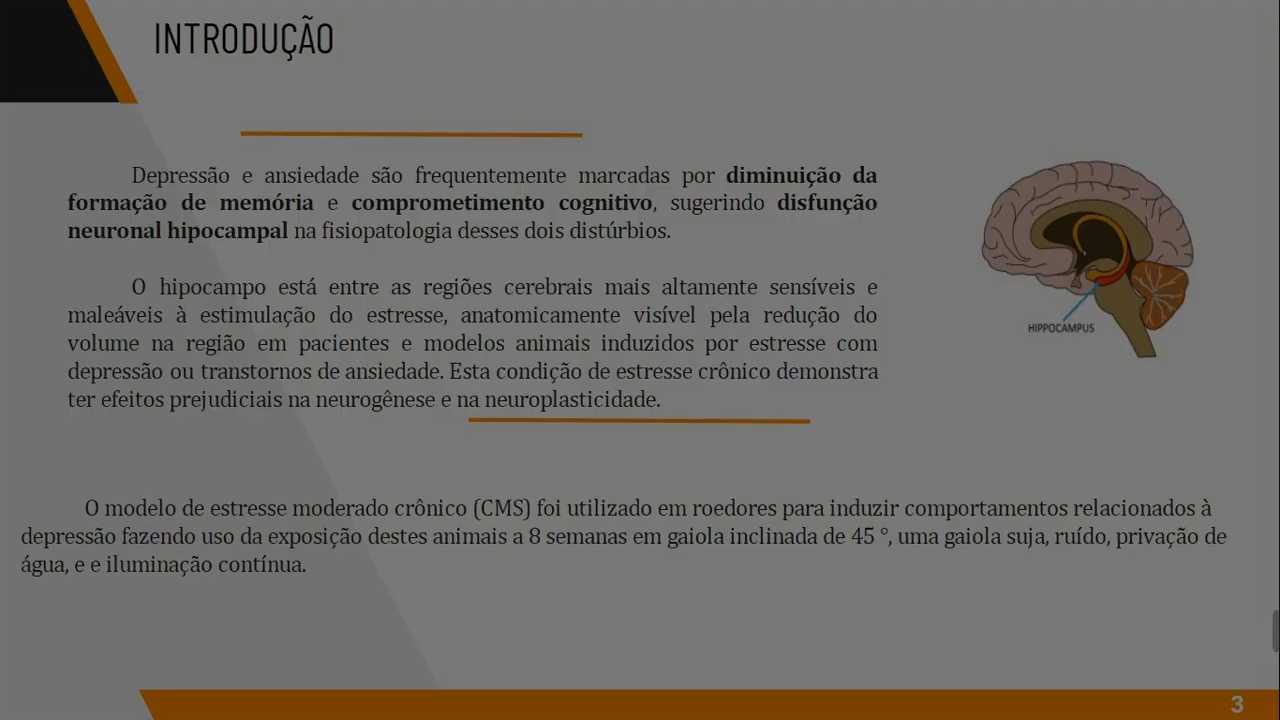 INTRODUÇÃO
Depressão e ansiedade são frequentemente marcadas por diminuição da
formação de memória e comprometimento cognitivo, sugerindo disfunção
neuronal hipocampal na fisiopatologia desses dois distúrbios.
O hipocampo está entre as regiões cerebrais mais altamente sensíveis e
maleáveis à estimulação do estresse, anatomicamente visível pela redução do
volume na região em pacientes e modelos animais induzidos por estresse com
depressão ou transtornos de ansiedade. Esta condição de estresse crônico demonstra
ter efeitos prejudiciais na neurogênese e na neuroplasticidade.
HIPPOCAMPUS
O modelo de estresse moderado crônico (CMS) foi utilizado em roedores para induzir comportamentos relacionados à
depressão fazendo uso da exposição destes animais a 8 semanas em gaiola inclinada de 45 °, uma gaiola suja, ruído, privação de
água, e e iluminação contínua.
3